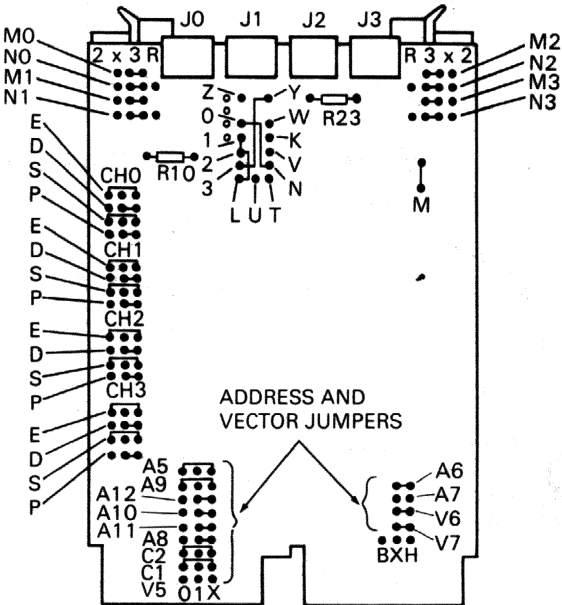 J0 J1 J2 J3
M0
N0
M1
N1
2 x 3 R
R 3 x 2
M2
N2
M3
N3
Z
0
1
2
3
Y
W
K
V
N
L U T
R23
R10
M
E
D
S
P
CH0
E
D
S
P
CH1
E
D
S
P
CH2
E
D
S
P
CH3
ADDRESS AND
VECTOR JUMPERS
A5
A9
A12
A10
A11
A8
C2
C1
V5
0 1 X
A6
A7
V6
V7
BXH